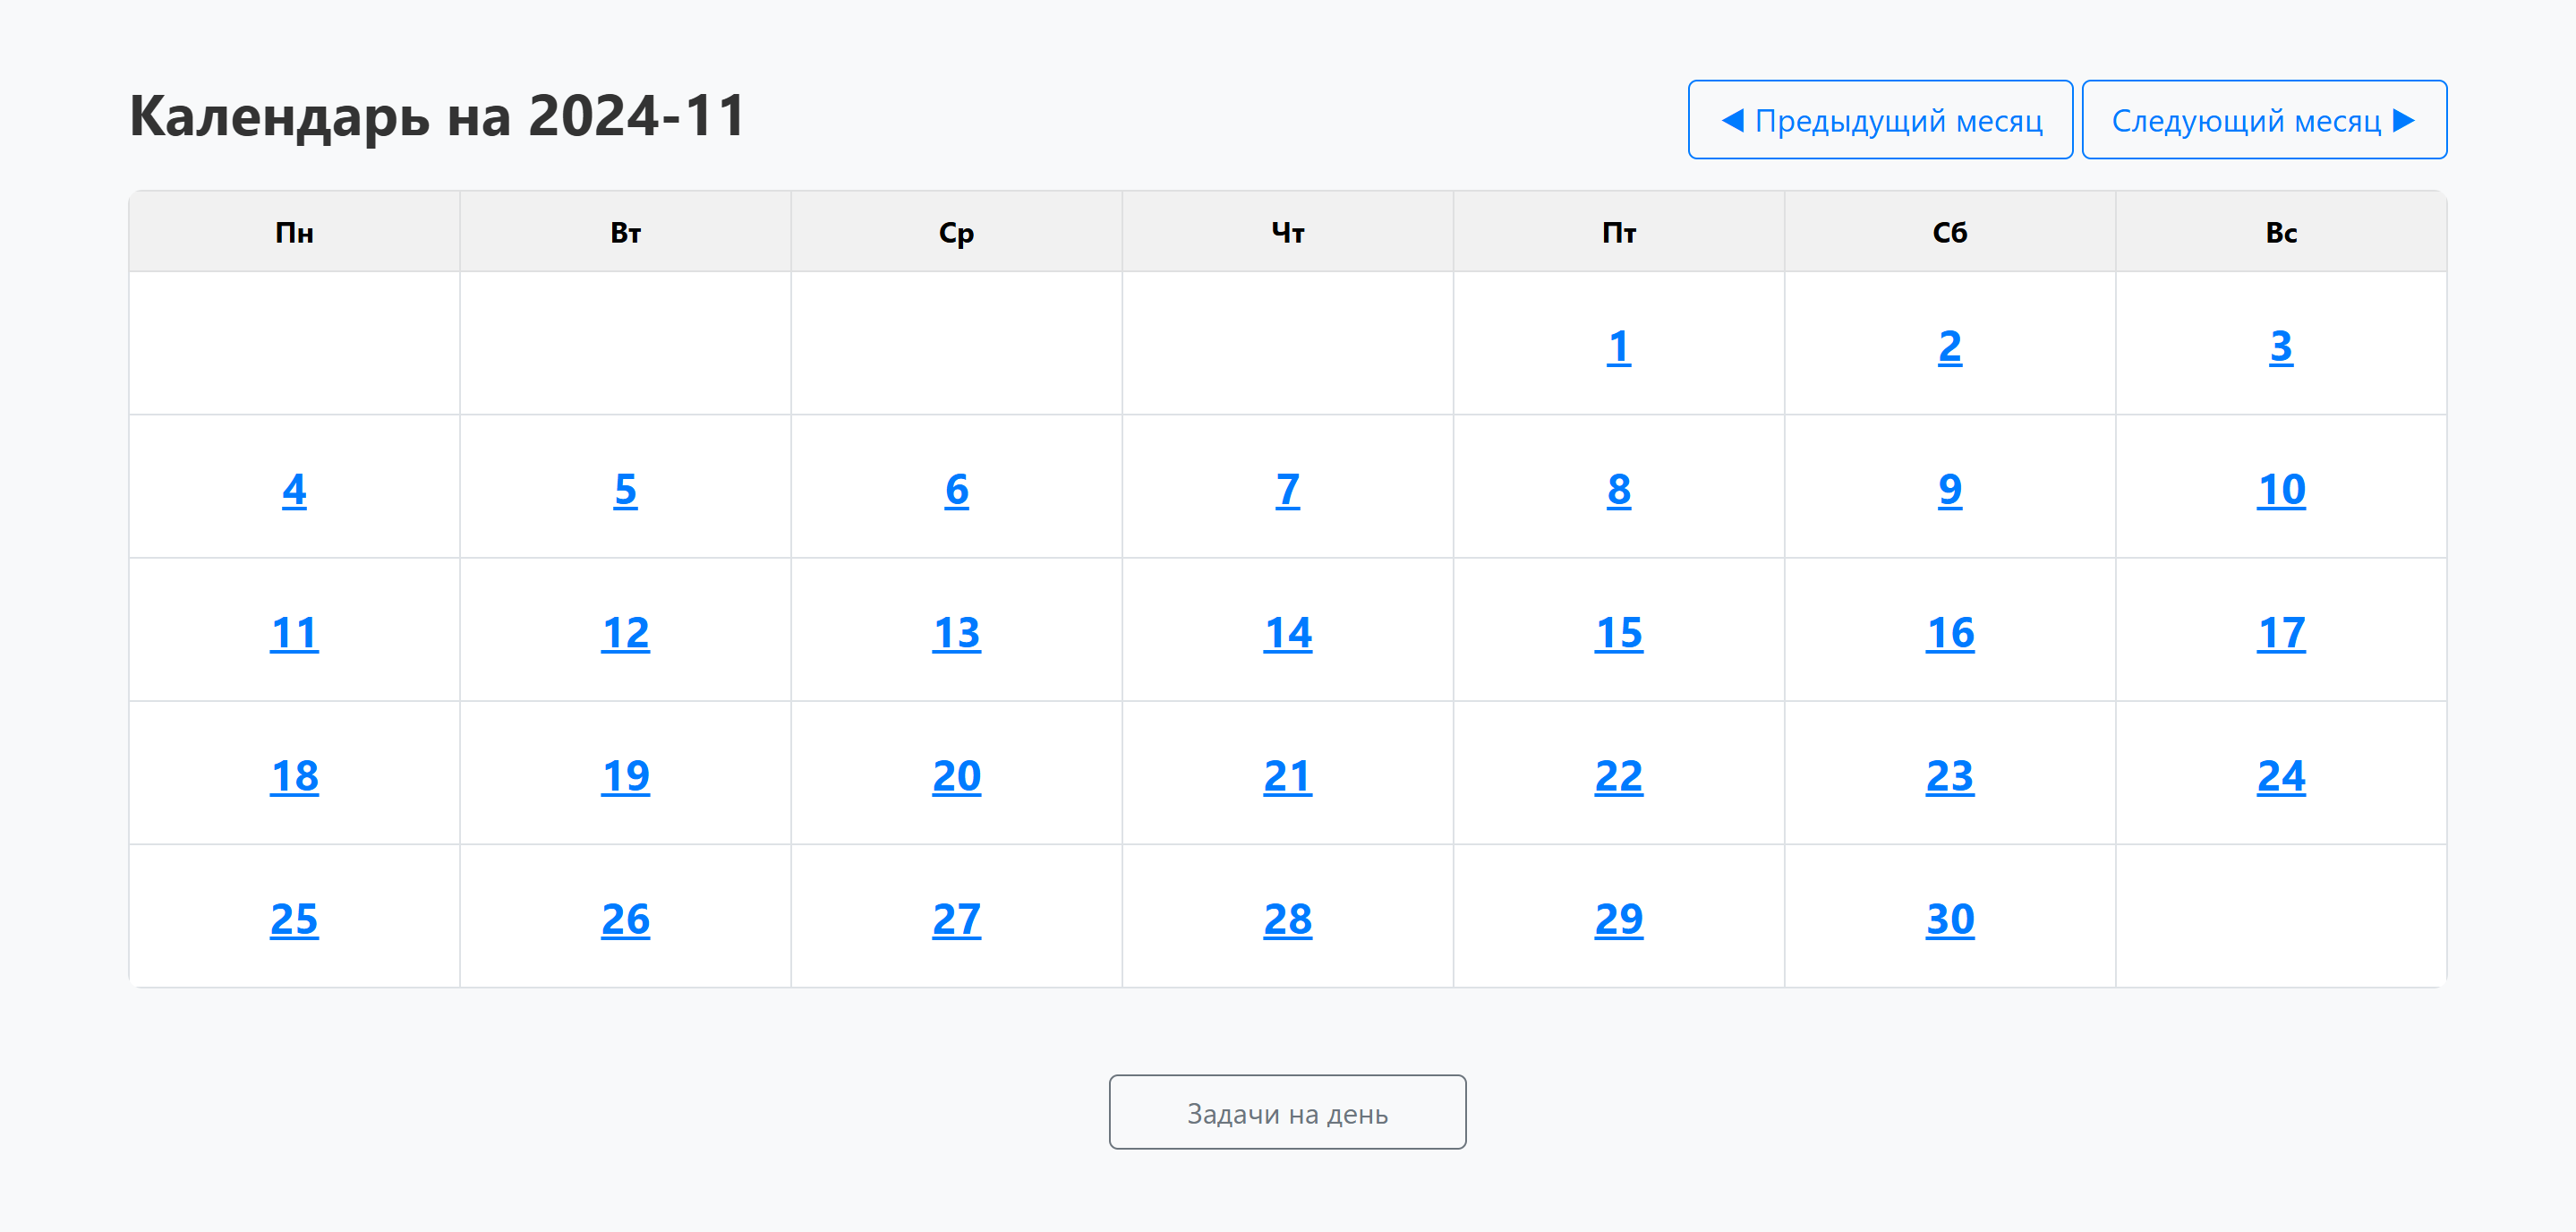 Календарь на 2024-11
◀ Предыдущий месяц Следующий месяц ▶
Пн Вт Ср Чт Пт Сб Вс
1 2 3
4 5 6 7 8 9 10
11 12 13 14 15 16 17
18 19 20 21 22 23 24
25 26 27 28 29 30
Задачи на день